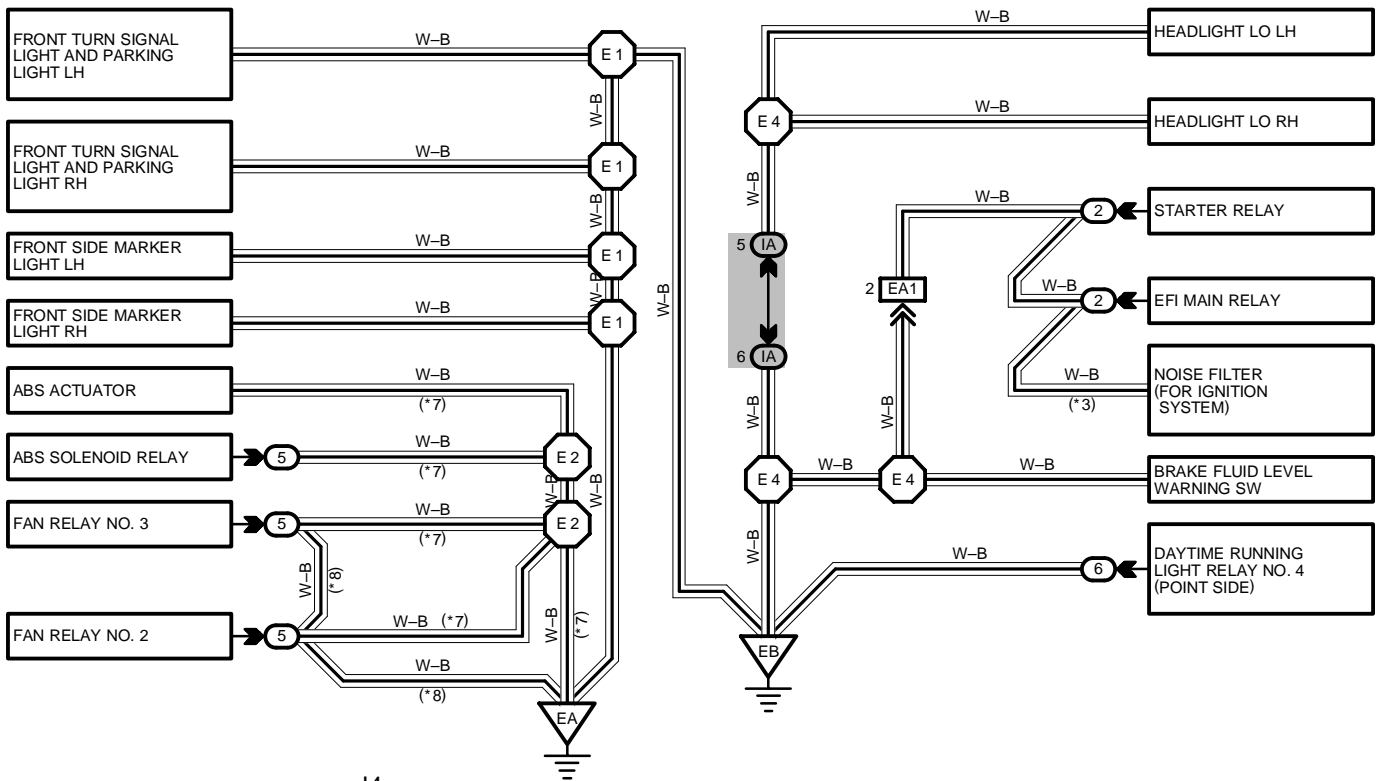 FRONT TURN SIGNAL
LIGHT AND PARKING
LIGHT LH
W–B
E 1
W–B
FRONT TURN SIGNAL
LIGHT AND PARKING
LIGHT RH
W–B
E 1
W–B
FRONT SIDE MARKER
LIGHT LH
W–B
E 1
W–B
FRONT SIDE MARKER
LIGHT RH
W–B
E 1
W–B
ABS ACTUATOR
W–B
(*7)
ABS SOLENOID RELAY
5
W–B
(*7)
E 2
W–B
W–B
FAN RELAY NO. 3
5
W–B
(*7)
E 2
W–B
(*8)
FAN RELAY NO. 2
5
W–B (*7)
W–B
(*7)
W–B
(*8)
EA
W–B
HEADLIGHT LO LH
E 4
W–B
HEADLIGHT LO RH
W–B
5 IA
6 IA
W–B
W–B
2
STARTER RELAY
2 EA1
W–B
2
EFI MAIN RELAY
W–B
(*3)
NOISE FILTER
(FOR IGNITION
SYSTEM)
W–B
E 4
W–B
E 4
W–B
BRAKE FLUID LEVEL
WARNING SW
W–B
W–B
6
DAYTIME RUNNING
LIGHT RELAY NO. 4
(POINT SIDE)
EB